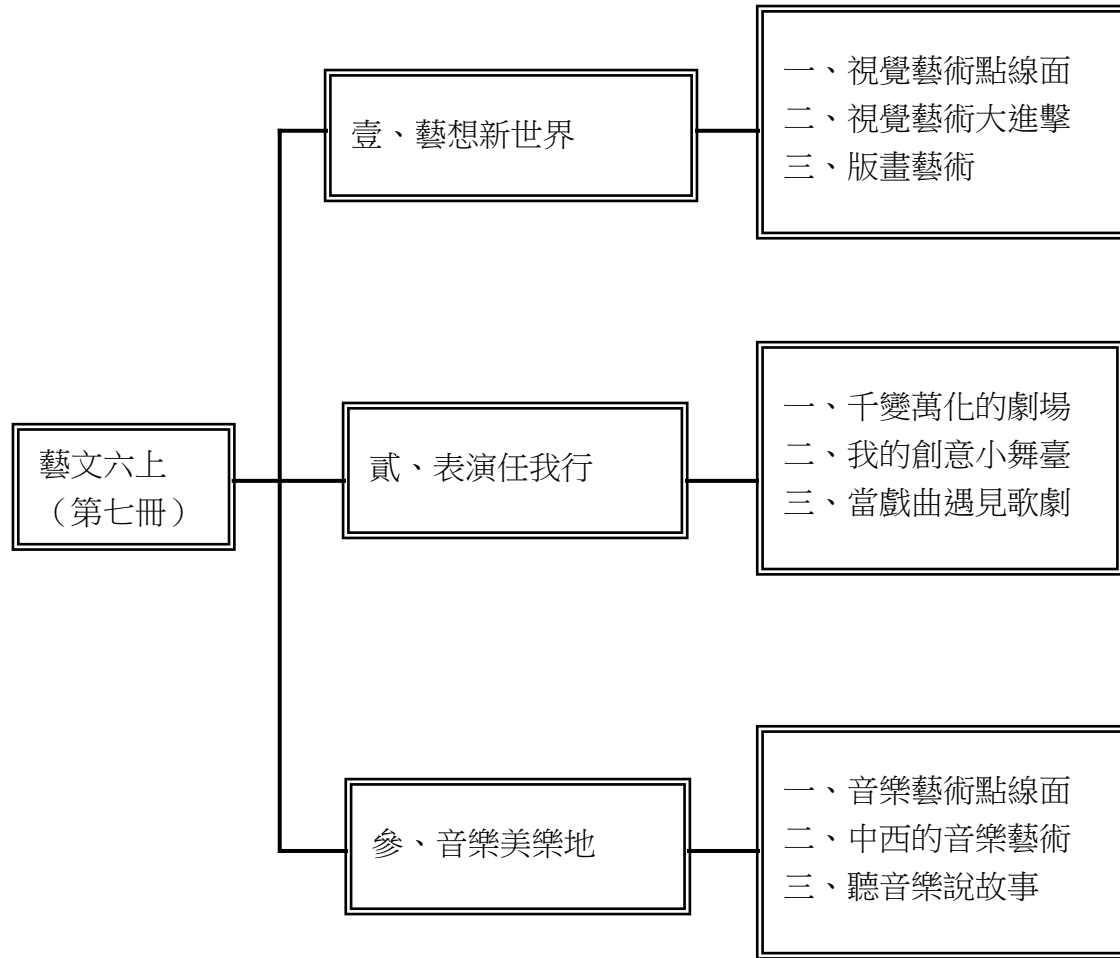 藝文六上
（第七冊）
壹、藝想新世界
一、視覺藝術點線面
二、視覺藝術大進擊
三、版畫藝術
貳、表演任我行
一、千變萬化的劇場
二、我的創意小舞臺
三、當戲曲遇見歌劇
參、音樂美樂地
一、音樂藝術點線面
二、中西的音樂藝術
三、聽音樂說故事